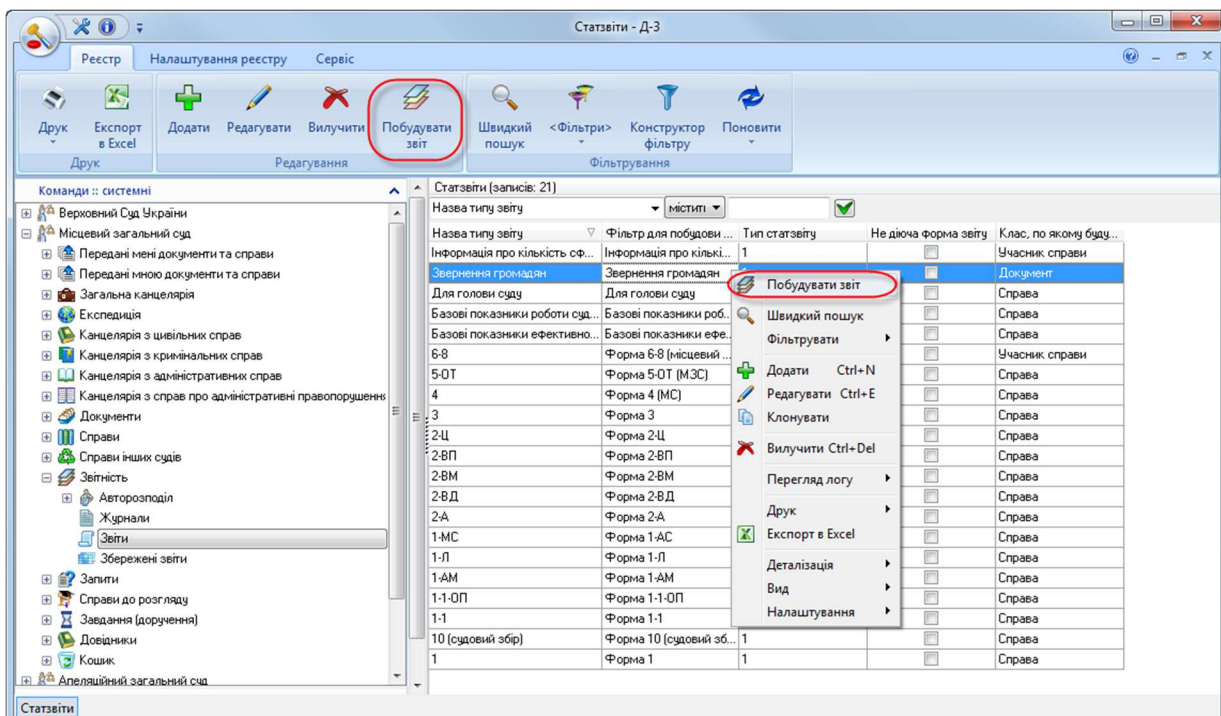 Статзвіти - Д-3
Реєстр Налаштування реєстру Сервіс
Друк Експорт в Excel Додати Редагувати Вилучити Побудувати звіт Швидкий пошук <Фільтри> Конструктор фільтру Поновити
Друк Редагування Фільтрування
Команди :: системні
Верховний Суд України
Місцевий загальний суд
Передані мені документи та справи
Передані мною документи та справи
Загальна канцелярія
Експедиція
Канцелярія з цивільних справ
Канцелярія з кримінальних справ
Канцелярія з адміністративних справ
Канцелярія з справ про адміністративні правопорушення
Документи
Справи
Справи інших судів
Звітність
Авторозподіл
Журнали
Звіти
Збережені звіти
Запити
Справи до розгляду
Завдання (доручення)
Довідники
Кошик
Апеляційний загальний суд
Статзвіти (записів: 21)
Назва типу звіту містить
Назва типу звіту Фільтр для побудови ... Тип статзвіту Не діюча форма звіту Клас, по якому буду...
Інформація про кількість сф... Інформація про кількі... 1 Учасник справи
Звернення громадян Звернення громадян Документ
Для голови суду Для голови суду Справа
Базові показники роботи суд... Базові показники роб... Справа
Базові показники ефективно... Базові показники ефе... Справа
6-8 Форма 6-8 (місцевий ... Учасник справи
5-ОТ Форма 5-ОТ (МЗС) Справа
4 Форма 4 (МС) Справа
3 Форма 3 Справа
2-Ц Форма 2-Ц Справа
2-ВП Форма 2-ВП Справа
2-ВМ Форма 2-ВМ Справа
2-ВД Форма 2-ВД Справа
2-А Форма 2-А Справа
1-МС Форма 1-АС Справа
1-Л Форма 1-Л Справа
1-АМ Форма 1-АМ Справа
1-1-ОП Форма 1-1-ОП Справа
1-1 Форма 1-1 Справа
10 (судовий збір) Форма 10 (судовий зб... 1 Справа
1 Форма 1 1 Справа
Побудувати звіт
Швидкий пошук
Фільтрувати
Додати Ctrl+N
Редагувати Ctrl+E
Клонувати
Вилучити Ctrl+Del
Перегляд логу
Друк
Експорт в Excel
Деталізація
Вид
Налаштування
Статзвіти